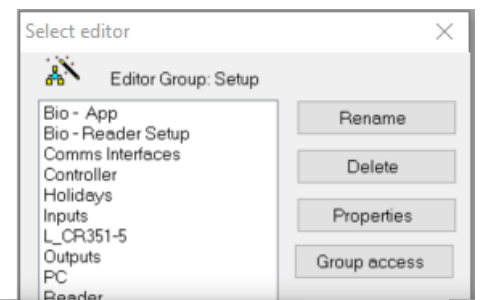 Select editor
Editor Group: Setup
Bio - App
Bio - Reader Setup
Comms Interfaces
Controller
Holidays
Inputs
L_CR351-5
Outputs
PC
Reader
Rename
Delete
Properties
Group access